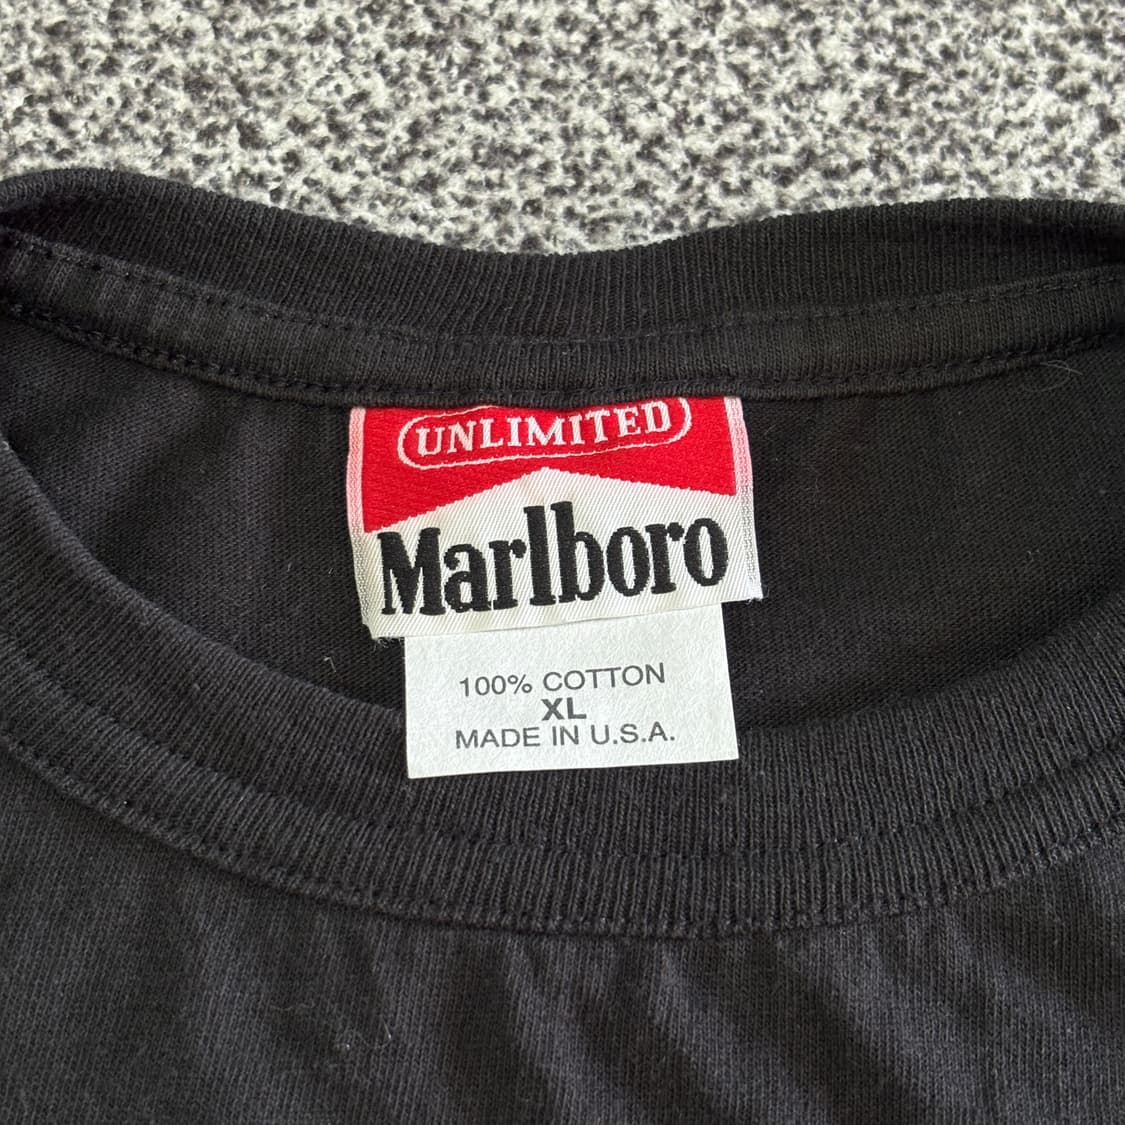 UNLIMITED
Marlboro
100% COTTON
XL
MADE IN U.S.A.